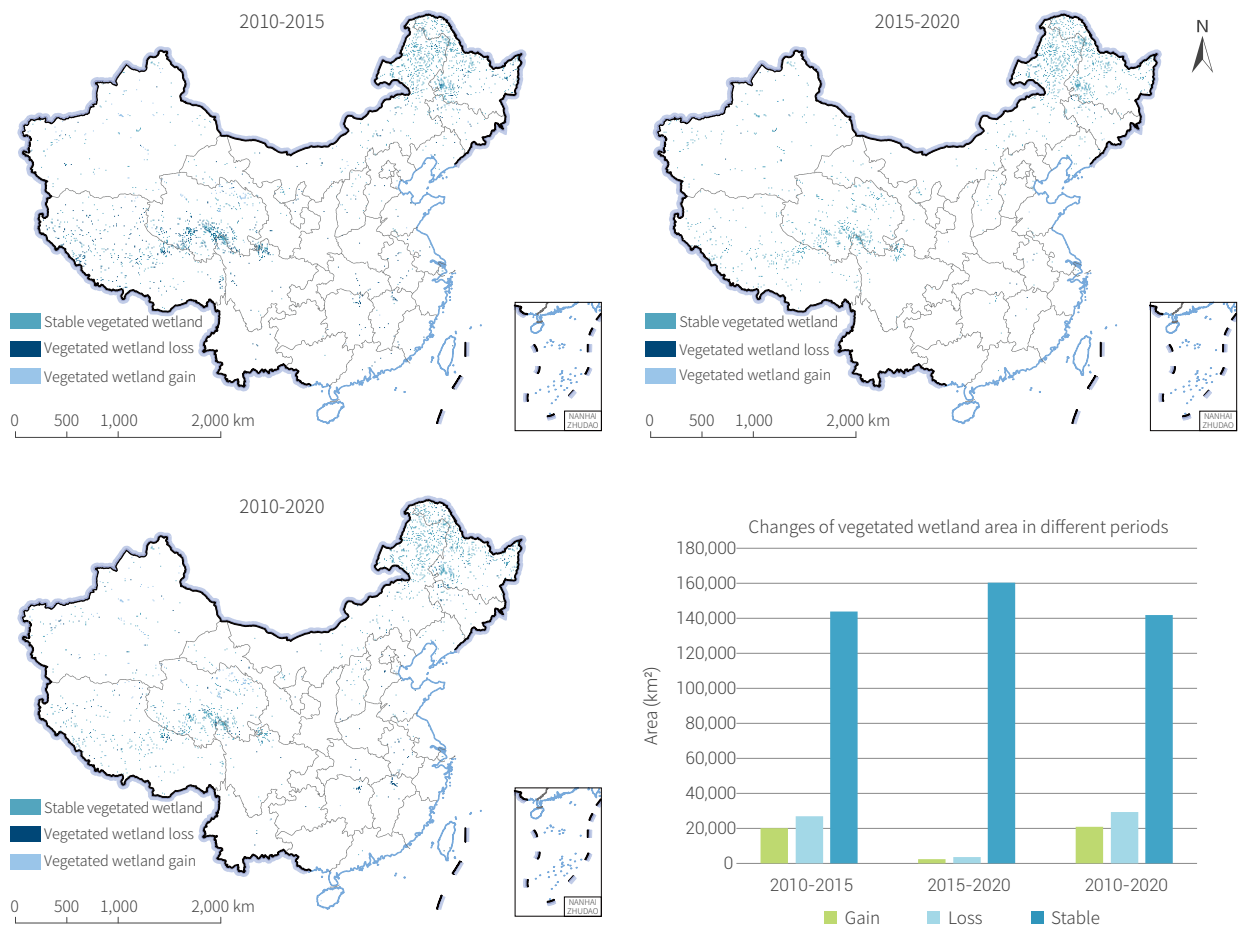 2010-2015
Stable vegetated wetland
Vegetated wetland loss
Vegetated wetland gain
0 500 1,000 2,000 km
NANHAI
ZHUDAO
2015-2020
N
Stable vegetated wetland
Vegetated wetland loss
Vegetated wetland gain
0 500 1,000 2,000 km
NANHAI
ZHUDAO
2010-2020
Stable vegetated wetland
Vegetated wetland loss
Vegetated wetland gain
0 500 1,000 2,000 km
NANHAI
ZHUDAO
Changes of vegetated wetland area in different periods
Area (km²)
180,000
160,000
140,000
120,000
100,000
80,000
60,000
40,000
20,000
0
2010-2015 2015-2020 2010-2020
Gain Loss Stable